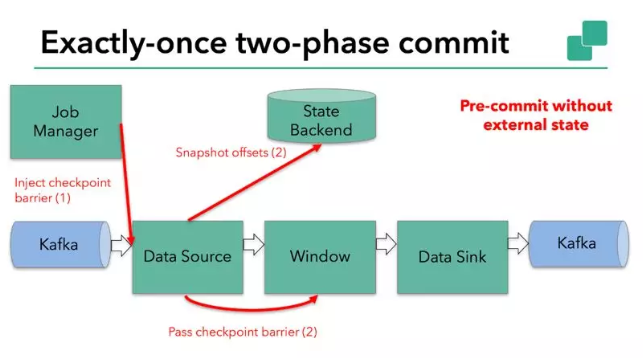 Exactly-once two-phase commit
Job
Manager
State
Backend
Pre-commit without
external state
Snapshot offsets (2)
Inject checkpoint
barrier (1)
Kafka
Data Source
Window
Data Sink
Kafka
Pass checkpoint barrier (2)